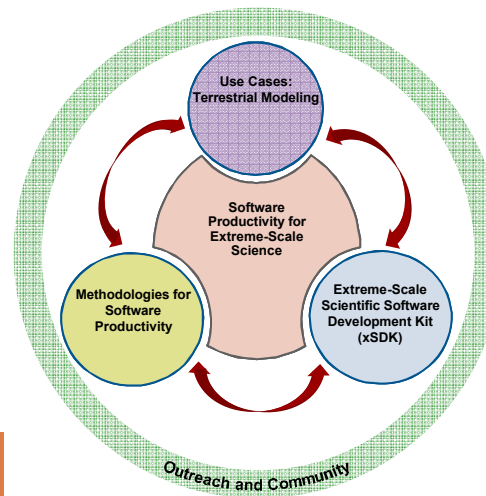 Use Cases:
Terrestrial Modeling
Software
Productivity for
Extreme-Scale
Science
Methodologies for
Software
Productivity
Extreme-Scale
Scientific Software
Development Kit
(xSDK)
Outreach and Community